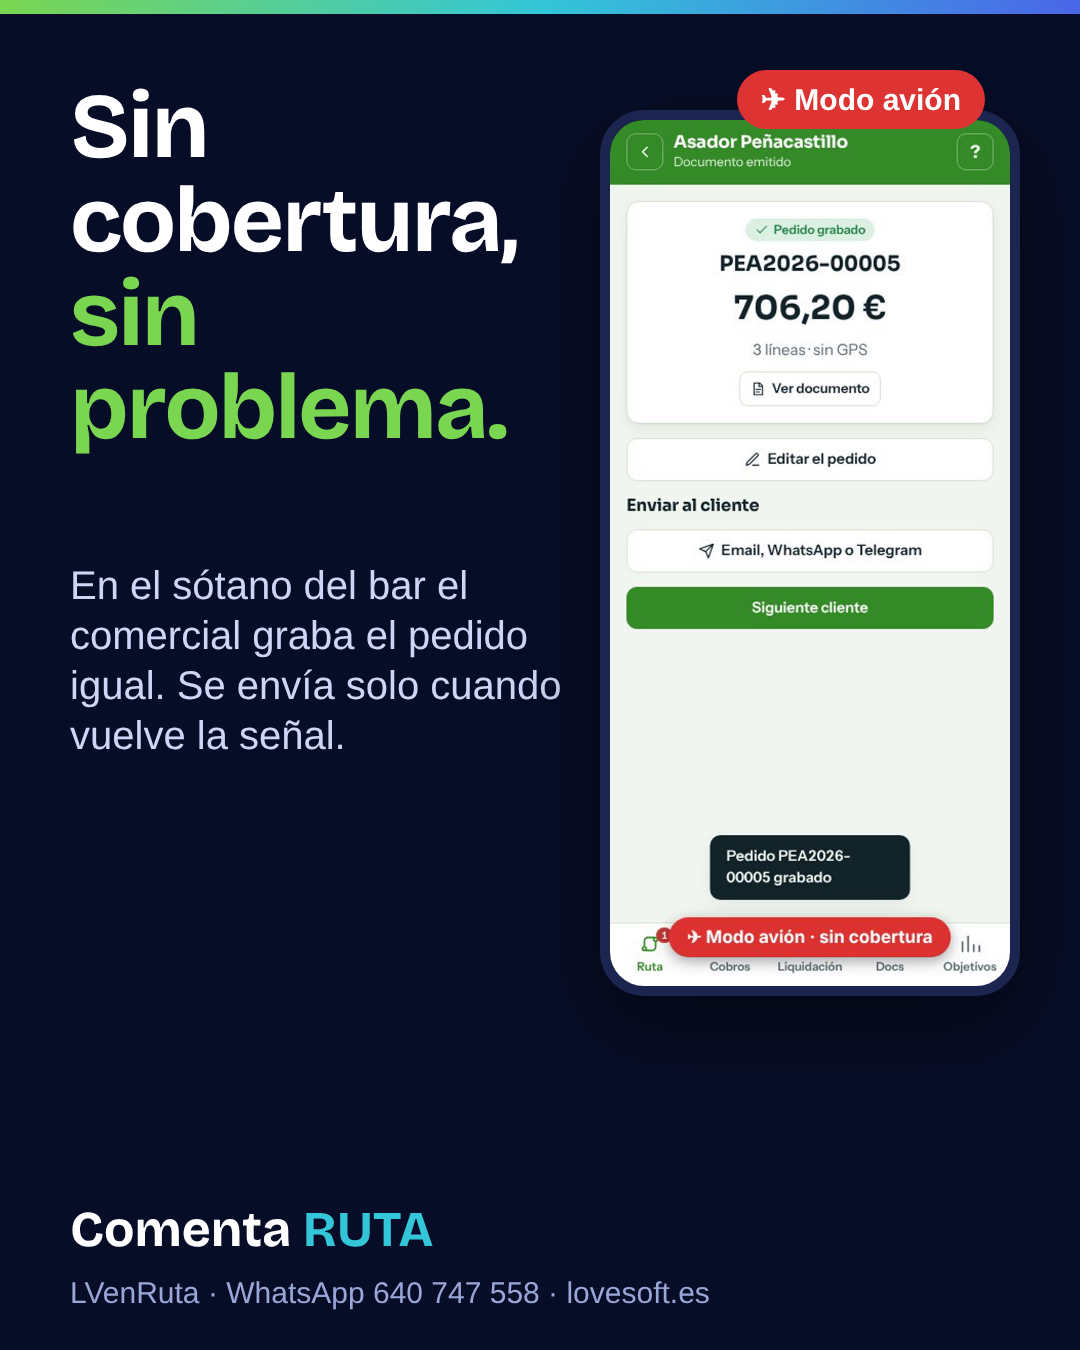 Sin
cobertura,
sin
problema.
En el sótano del bar el
comercial graba el pedido
igual. Se envía solo cuando
vuelve la señal.
✈ Modo avión
Asador Peñacastillo
Documento emitido
?
Pedido grabado
PEA2026-00005
706,20 €
3 líneas · sin GPS
Ver documento
Editar el pedido
Enviar al cliente
Email, WhatsApp o Telegram
Siguiente cliente
Pedido PEA2026-
00005 grabado
1
✈ Modo avión · sin cobertura
Ruta Cobros Liquidación Docs Objetivos
Comenta RUTA
LVenRuta · WhatsApp 640 747 558 · lovesoft.es